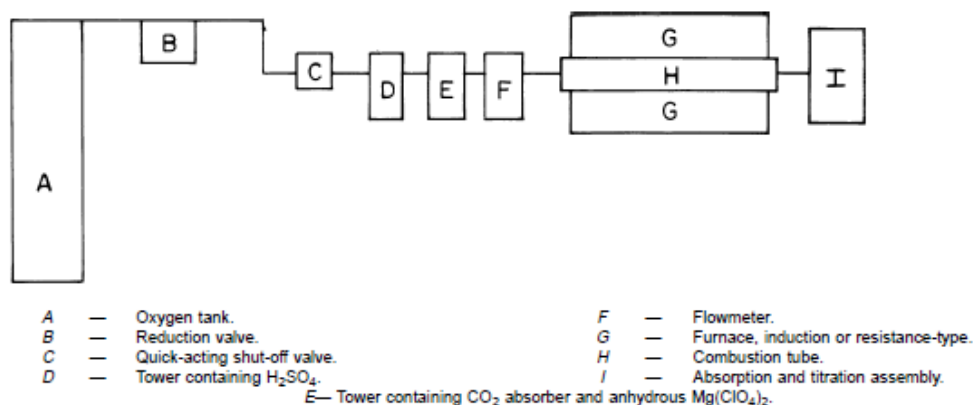 A
B
C
D
E
F
G
H
G
I
A — Oxygen tank.
B — Reduction valve.
C — Quick-acting shut-off valve.
D — Tower containing H₂SO₄.
F — Flowmeter.
G — Furnace, induction or resistance-type.
H — Combustion tube.
I — Absorption and titration assembly.
E— Tower containing CO₂ absorber and anhydrous Mg(ClO₄)₂.